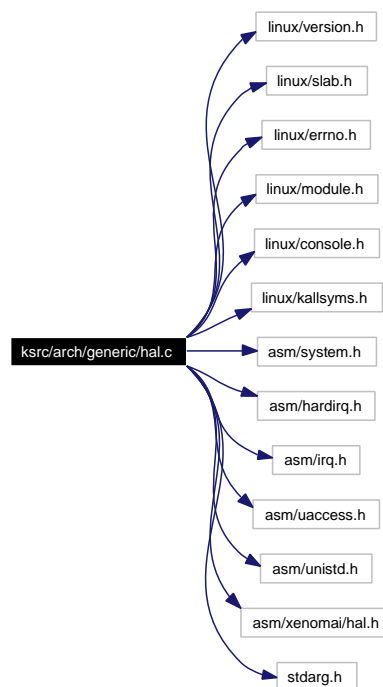 linux/version.h
linux/slab.h
linux/errno.h
linux/module.h
linux/console.h
linux/kallsyms.h
ksrc/arch/generic/hal.c
asm/system.h
asm/hardirq.h
asm/irq.h
asm/uaccess.h
asm/unistd.h
asm/xenomai/hal.h
stdarg.h